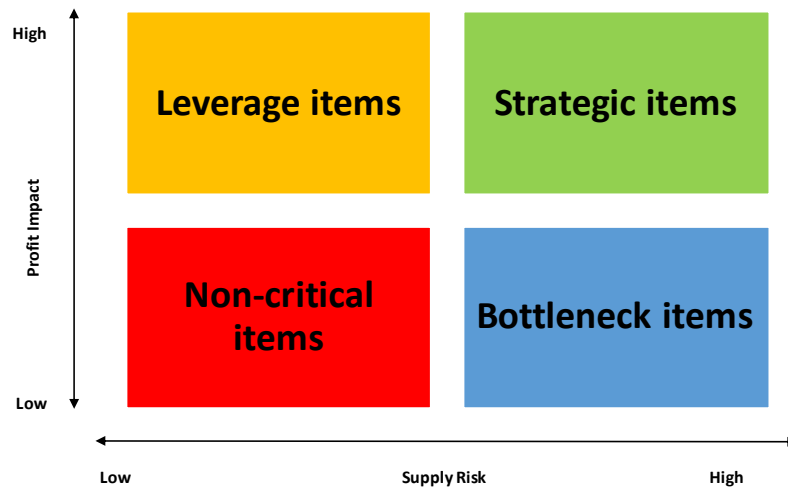 High
Leverage items
Strategic items
Profit Impact
Non-critical
items
Bottleneck items
Low
Low
Supply Risk
High